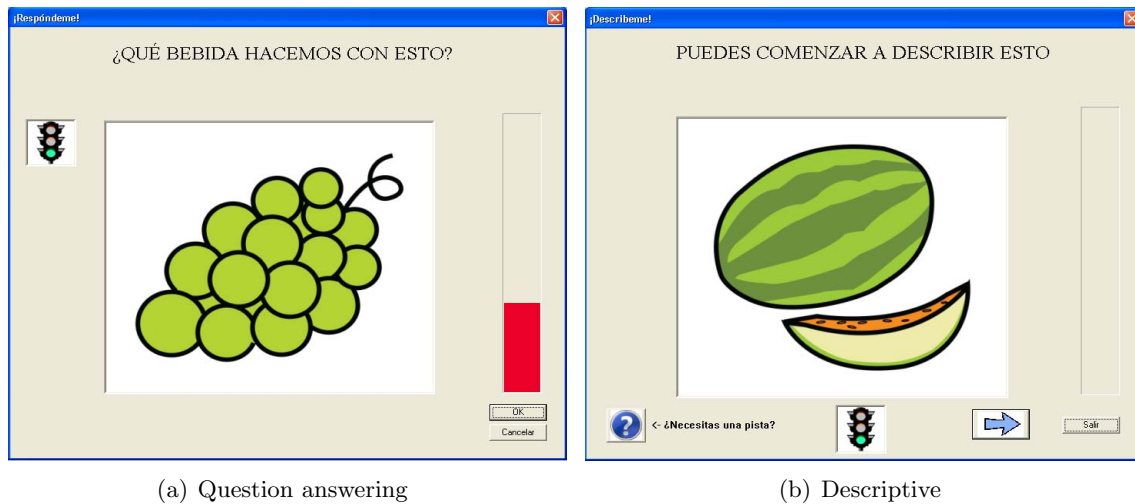 ¡Respóndeme!
¿QUÉ BEBIDA HACEMOS CON ESTO?
OK
Cancelar
(a) Question answering
¡Descríbeme!
PUEDES COMENZAR A DESCRIBIR ESTO
<- ¿Necesitas una pista?
Salir
(b) Descriptive